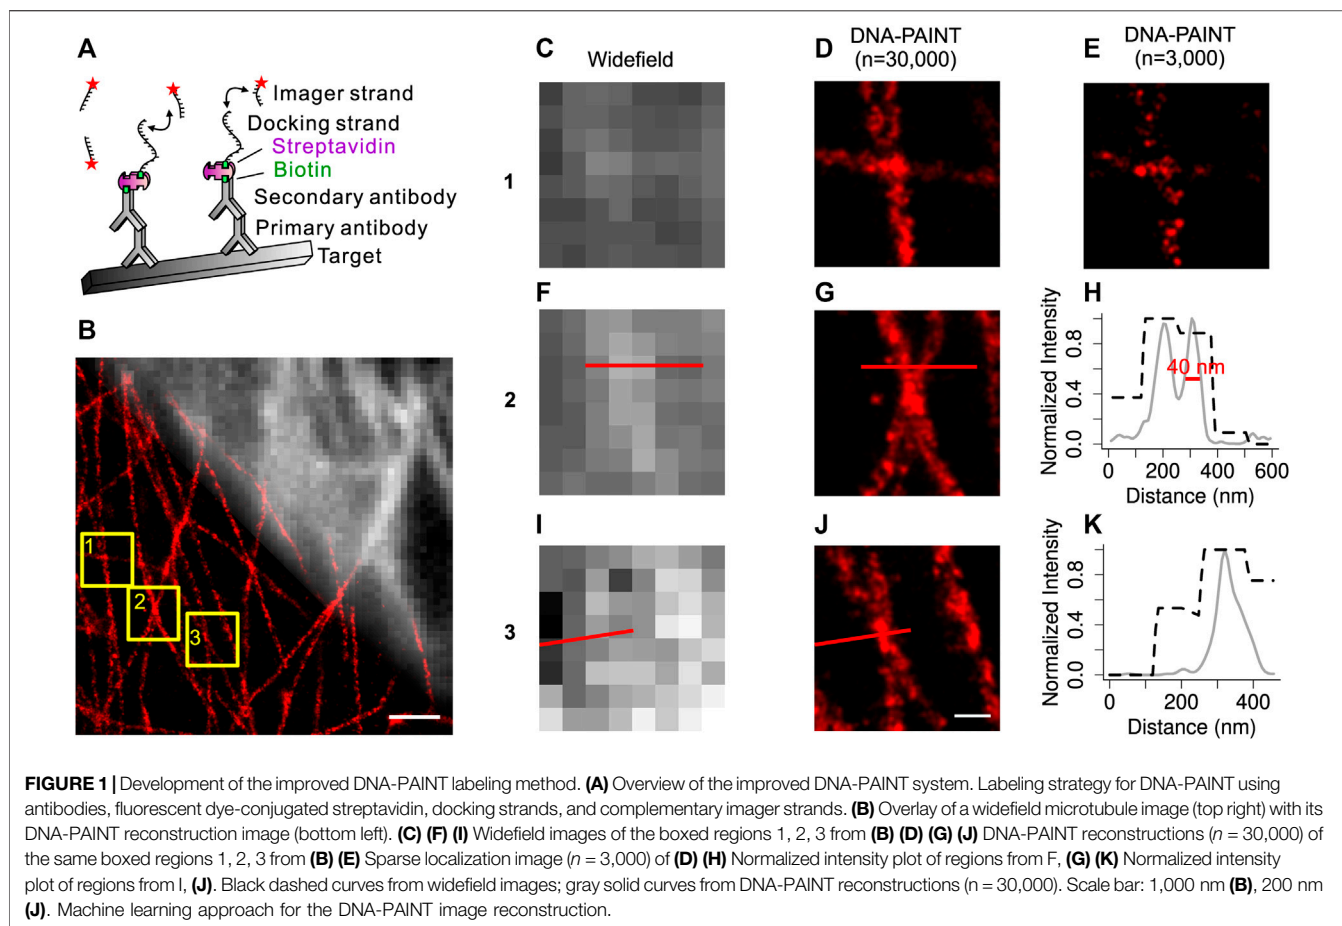 A
Imager strand
Docking strand
Streptavidin
Biotin
Secondary antibody
Primary antibody
Target
B
1
2
3
C
Widefield
D
DNA-PAINT
(n=30,000)
E
DNA-PAINT
(n=3,000)
1
F
G
H
2
Normalized Intensity
0.0 0.4 0.8
40 nm
0 200 400 600
Distance (nm)
I
J
K
3
Normalized Intensity
0.0 0.4 0.8
0 200 400
Distance (nm)
FIGURE 1 | Development of the improved DNA-PAINT labeling method. (A) Overview of the improved DNA-PAINT system. Labeling strategy for DNA-PAINT using
antibodies, fluorescent dye-conjugated streptavidin, docking strands, and complementary imager strands. (B) Overlay of a widefield microtubule image (top right) with its
DNA-PAINT reconstruction image (bottom left). (C) (F) (I) Widefield images of the boxed regions 1, 2, 3 from (B) (D) (G) (J) DNA-PAINT reconstructions (n = 30,000) of
the same boxed regions 1, 2, 3 from (B) (E) Sparse localization image (n = 3,000) of (D) (H) Normalized intensity plot of regions from F, (G) (K) Normalized intensity
plot of regions from I, (J). Black dashed curves from widefield images; gray solid curves from DNA-PAINT reconstructions (n = 30,000). Scale bar: 1,000 nm (B), 200 nm
(J). Machine learning approach for the DNA-PAINT image reconstruction.